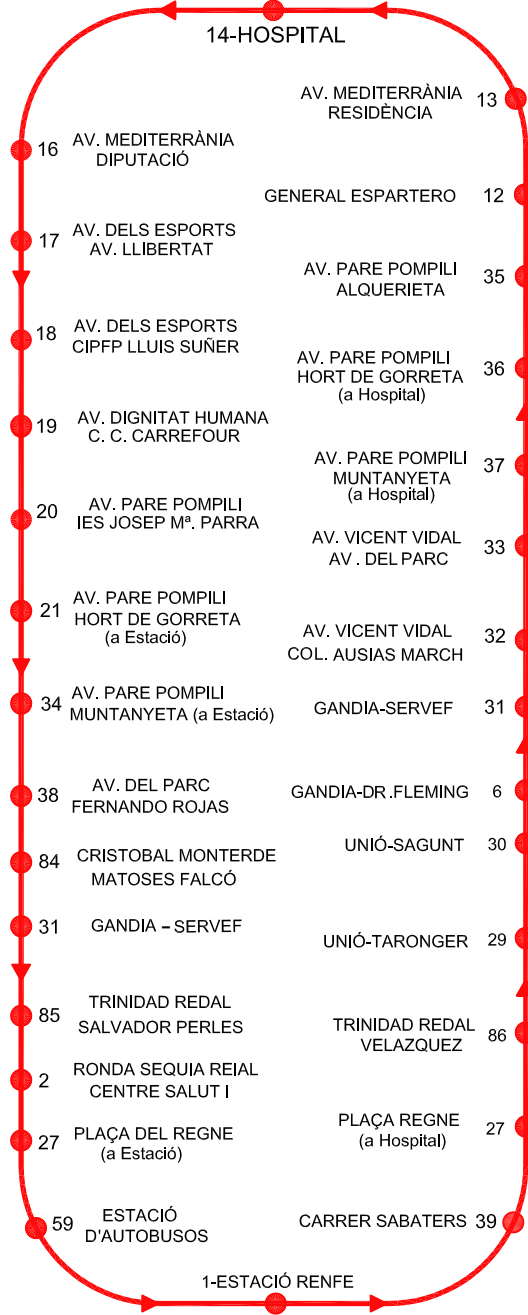 14-HOSPITAL
16 AV. MEDITERRÀNIA
DIPUTACIÓ
17 AV. DELS ESPORTS
AV. LLIBERTAT
18 AV. DELS ESPORTS
CIPFP LLUIS SUÑER
19 AV. DIGNITAT HUMANA
C. C. CARREFOUR
20 AV. PARE POMPILI
IES JOSEP Mª. PARRA
21 AV. PARE POMPILI
HORT DE GORRETA
(a Estació)
34 AV. PARE POMPILI
MUNTANYETA (a Estació)
38 AV. DEL PARC
FERNANDO ROJAS
84 CRISTOBAL MONTERDE
MATOSES FALCÓ
31 GANDIA – SERVEF
85 TRINIDAD REDAL
SALVADOR PERLES
2 RONDA SEQUIA REIAL
CENTRE SALUT I
27 PLAÇA DEL REGNE
(a Estació)
59 ESTACIÓ
D'AUTOBUSOS
1-ESTACIÓ RENFE
AV. MEDITERRÀNIA
RESIDÈNCIA 13
GENERAL ESPARTERO 12
AV. PARE POMPILI
ALQUERIETA 35
AV. PARE POMPILI
HORT DE GORRETA 36
(a Hospital)
AV. PARE POMPILI
MUNTANYETA 37
(a Hospital)
AV. VICENT VIDAL
AV . DEL PARC 33
AV. VICENT VIDAL 32
COL. AUSIAS MARCH
GANDIA-SERVEF 31
GANDIA-DR .FLEMING 6
UNIÓ-SAGUNT 30
UNIÓ-TARONGER 29
TRINIDAD REDAL
VELAZQUEZ 86
PLAÇA REGNE 27
(a Hospital)
CARRER SABATERS 39